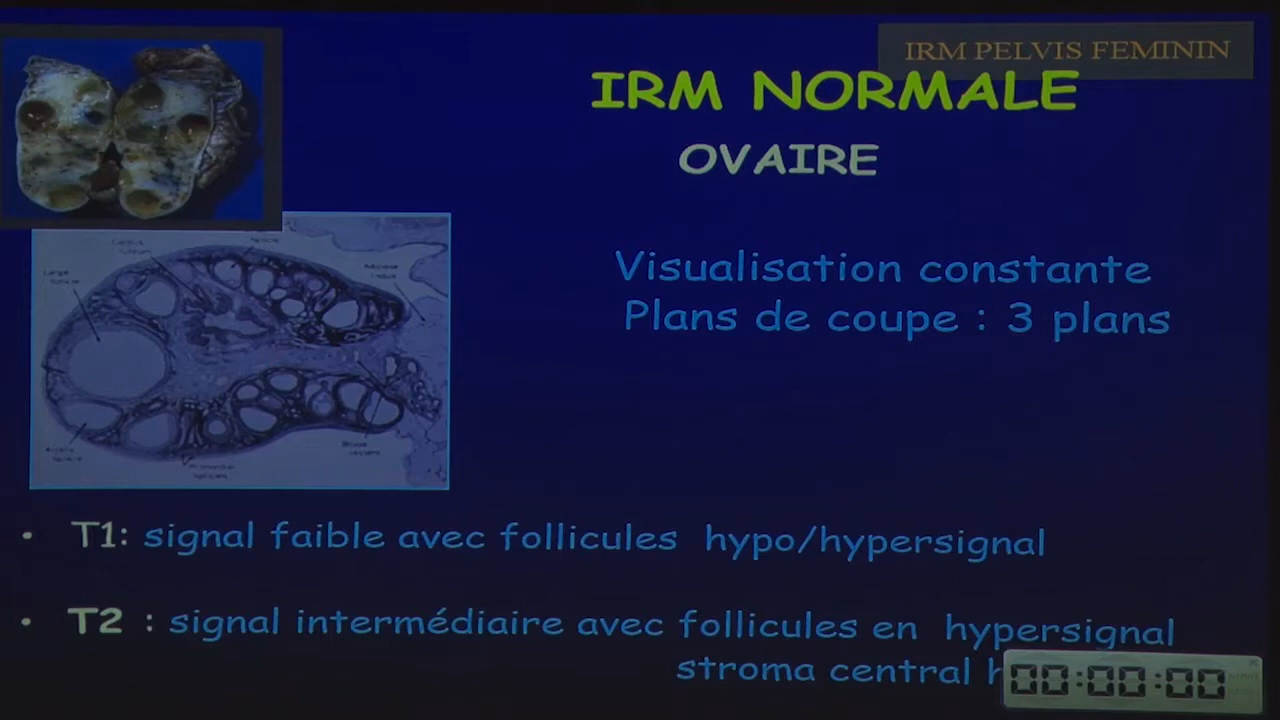 IRM PELVIS FEMININ
IRM NORMALE
OVAIRE
Visualisation constante
Plans de coupe : 3 plans
• T1: signal faible avec follicules hypo/hypersignal
• T2 : signal intermédiaire avec follicules en hypersignal
stroma central h
00:00:00